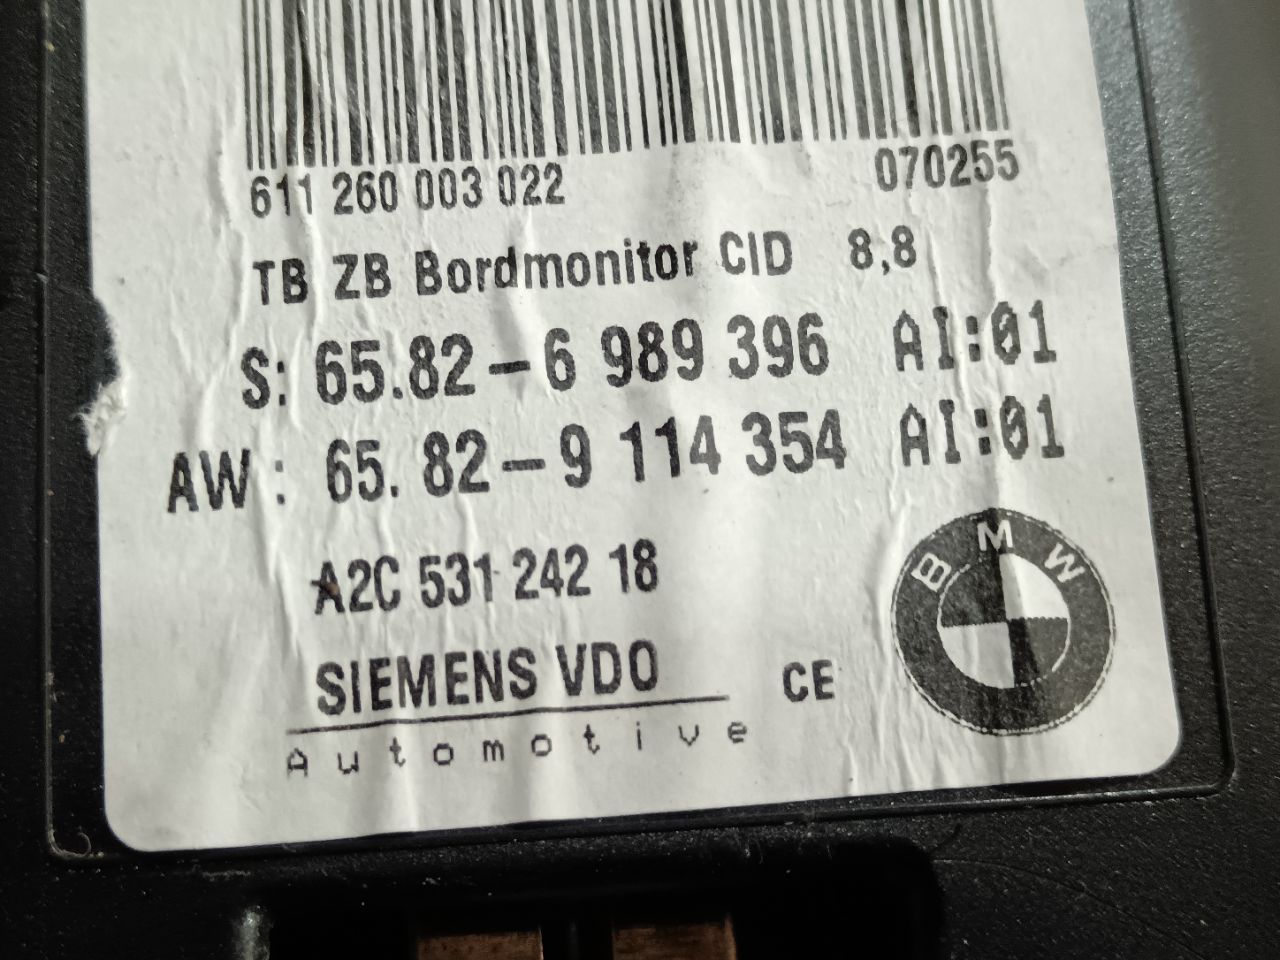 611 260 003 022 070255
TB ZB Bordmonitor CID 8,8
S: 65.82-6 989 396 AI:01
AW: 65. 82-9 114 354 AI:01
A2C 531 242 18
SIEMENS VDO
CE
Automotive
BMW